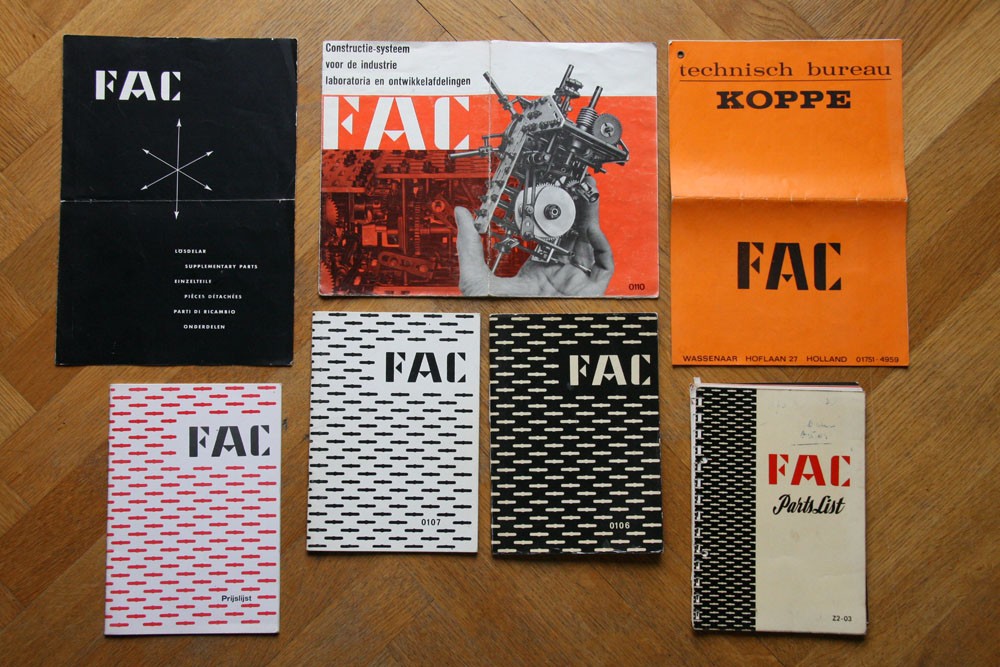 FAC
LÖSDELAR
SUPPLEMENTARY PARTS
EINZELTEILE
PIÈCES DÉTACHÉES
PARTI DI RICAMBIO
ONDERDELEN
Constructie-systeem
voor de industrie
laboratoria en ontwikkelafdelingen
FAC
0110
technisch bureau
KOPPE
FAC
WASSENAAR HOFLAAN 27 HOLLAND 01751-4959
FAC
Prijslijst
FAC
0107
FAC
0106
FAC
Parts List
Z2-03